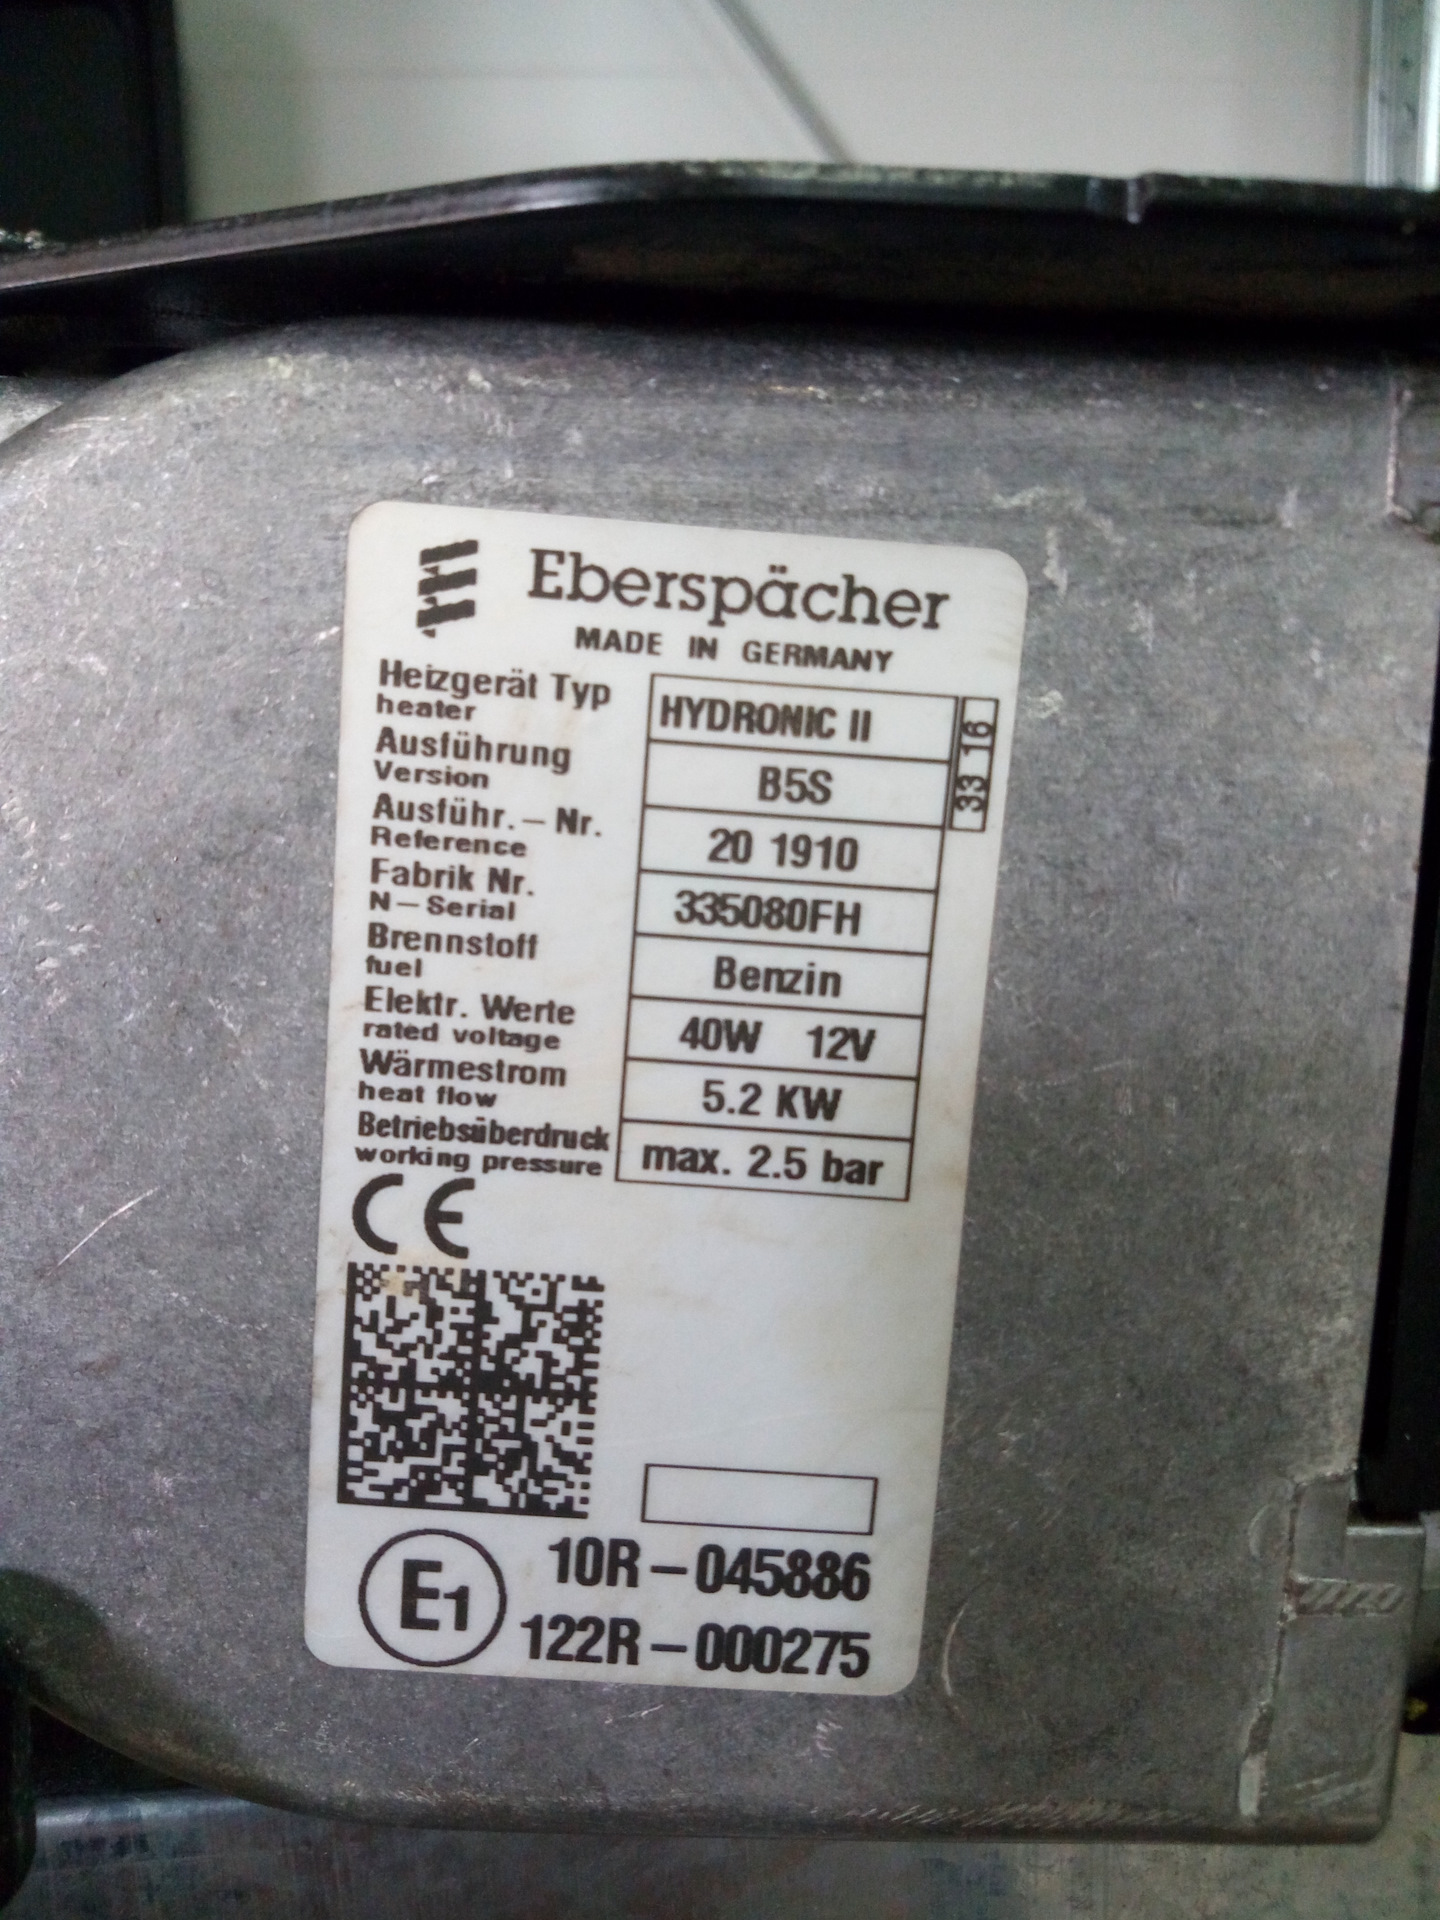 Eberspächer
MADE IN GERMANY
Heizgerät Typ HYDRONIC II
heater
33 16
Ausführung B5S
Version
Ausführ.-Nr. 20 1910
Reference
Fabrik Nr. 335080FH
N-Serial
Brennstoff Benzin
fuel
Elektr. Werte 40W 12V
rated voltage
Wärmestrom 5.2 KW
heat flow
Betriebsüberdruck max. 2.5 bar
working pressure
CE
E1
10R-045886
122R-000275